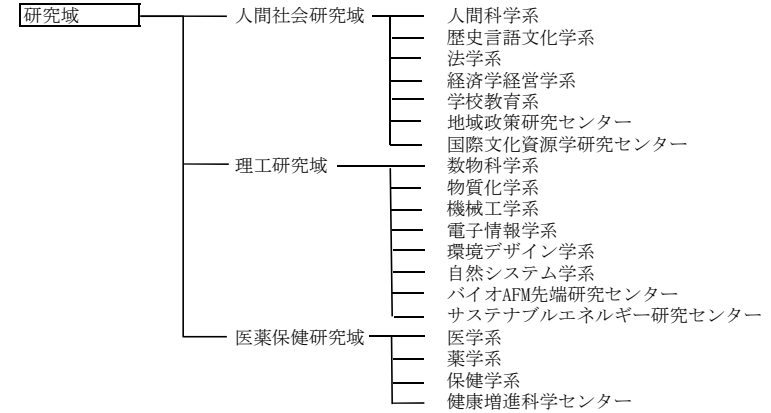 研究域 人間社会研究域 人間科学系
歴史言語文化学系
法学系
経済学経営学系
学校教育系
地域政策研究センター
国際文化資源学研究センター
理工研究域 数物科学系
物質化学系
機械工学系
電子情報学系
環境デザイン学系
自然システム学系
バイオAFM先端研究センター
サステナブルエネルギー研究センター
医薬保健研究域 医学系
薬学系
保健学系
健康増進科学センター